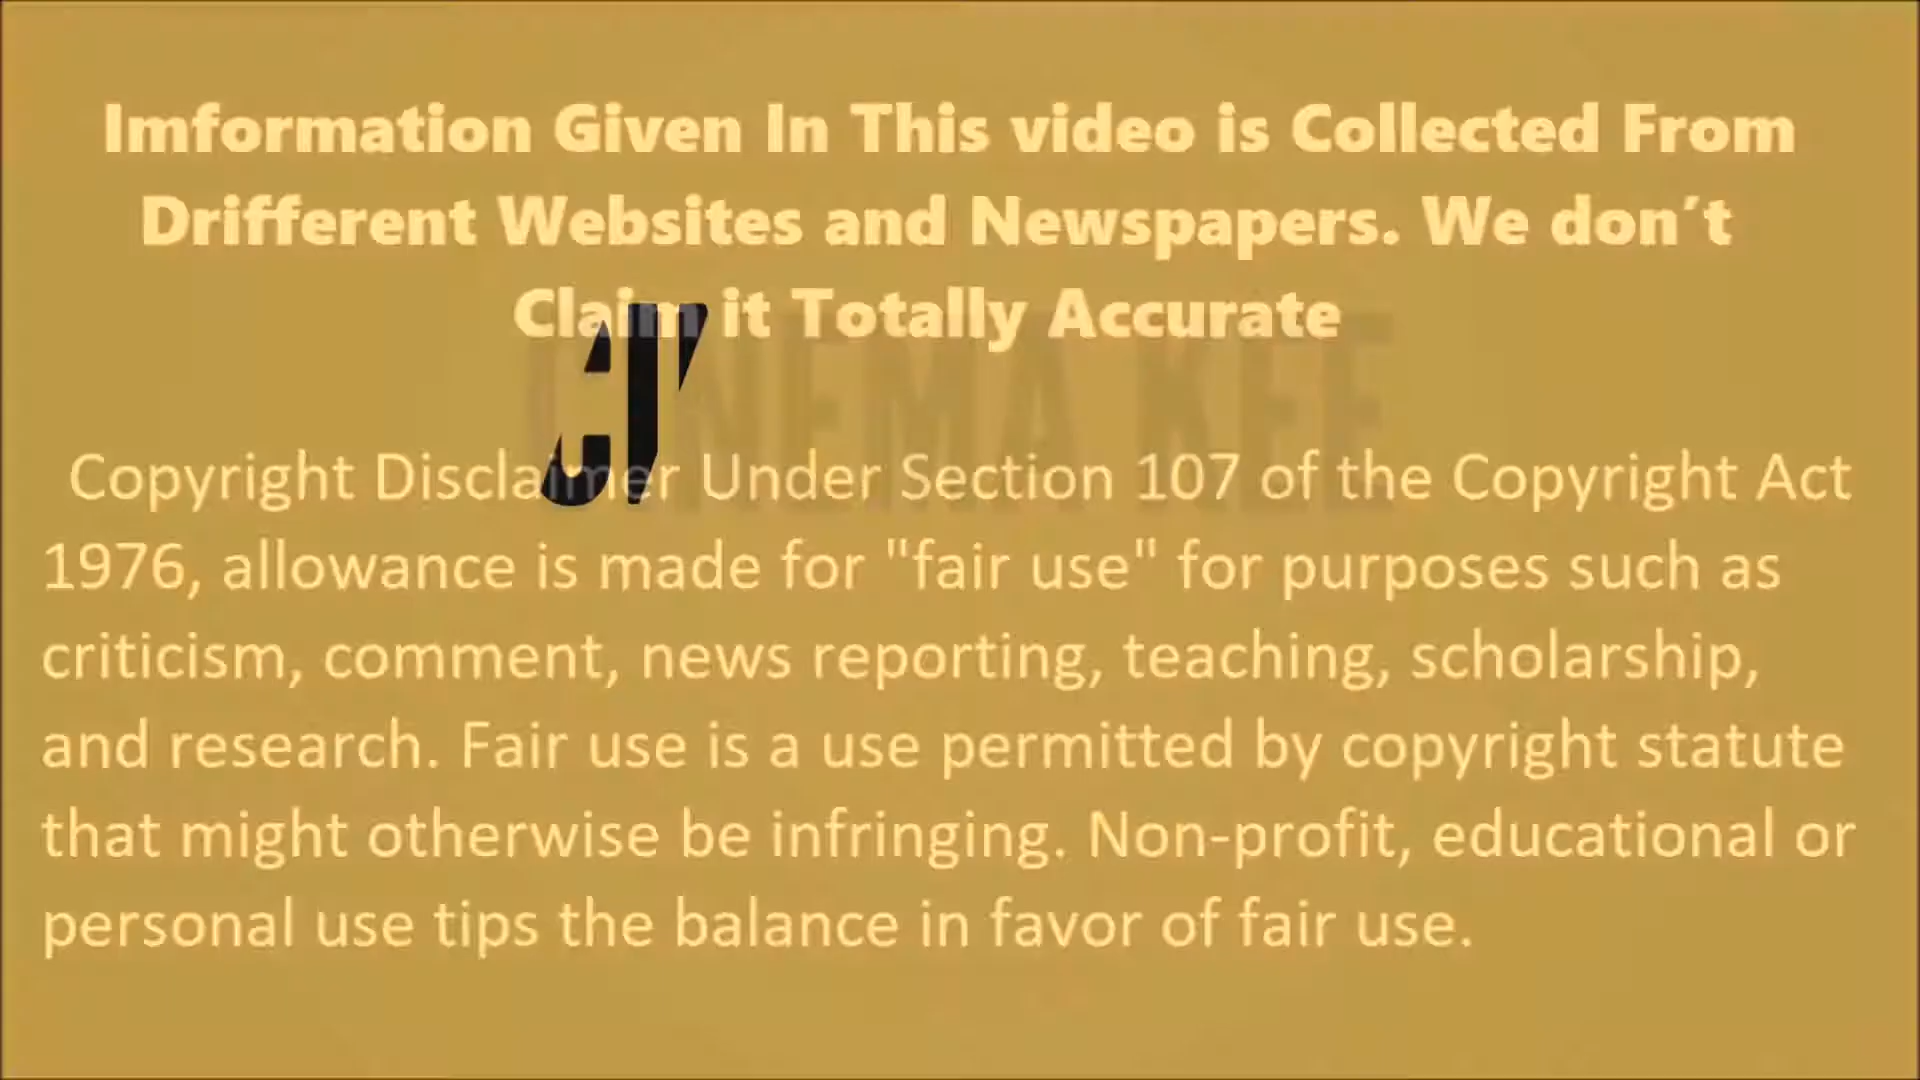 Imformation Given In This video is Collected From
Drifferent Websites and Newspapers. We don’t
Claim it Totally Accurate
CINEMA KEE
Copyright Disclaimer Under Section 107 of the Copyright Act
1976, allowance is made for "fair use" for purposes such as
criticism, comment, news reporting, teaching, scholarship,
and research. Fair use is a use permitted by copyright statute
that might otherwise be infringing. Non-profit, educational or
personal use tips the balance in favor of fair use.